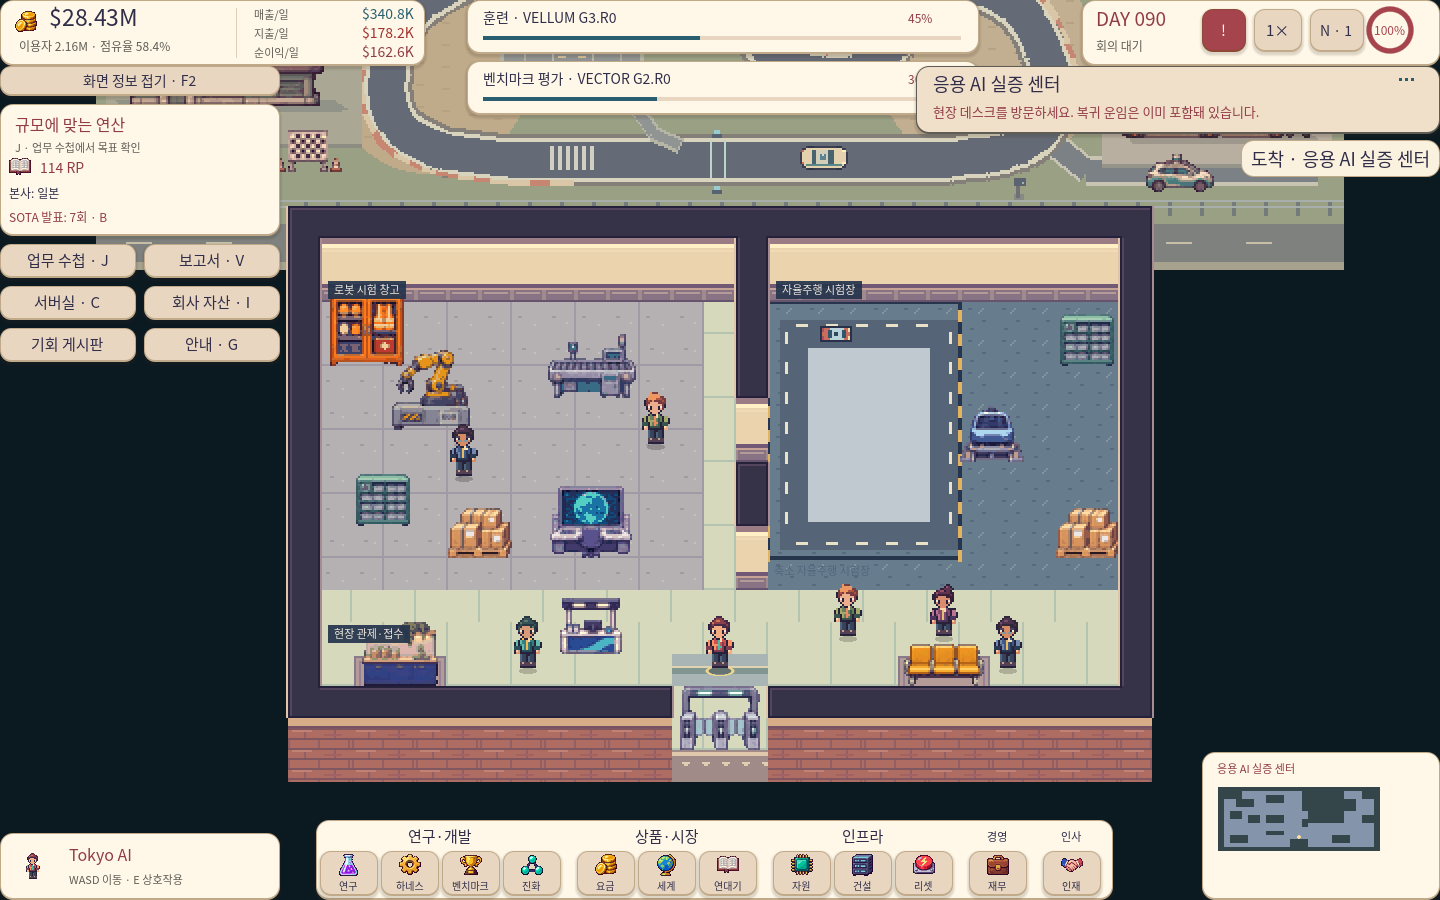 $28.43M
이용자 2.16M · 점유율 58.4%
매출/일 $340.8K
지출/일 $178.2K
순이익/일 $162.6K
훈련 · VELLUM G3.R0 45%
벤치마크 평가 · VECTOR G2.R0
DAY 090
회의 대기
!
1×
N · 1
100%
화면 정보 접기 · F2
응용 AI 실증 센터 ...
현장 데스크를 방문하세요. 복귀 운임은 이미 포함돼 있습니다.
도착 · 응용 AI 실증 센터
규모에 맞는 연산
J · 업무 수첩에서 목표 확인
114 RP
본사: 일본
SOTA 발표: 7회 · B
업무 수첩 · J
보고서 · V
서버실 · C
회사 자산 · I
기회 게시판
안내 · G
로봇 시험 창고
자율주행 시험장
축소 자율주행 시험장
현장 관제·접수
응용 AI 실증 센터
Tokyo AI
WASD 이동 · E 상호작용
연구·개발
상품·시장
인프라
경영
인사
연구
하네스
벤치마크
진화
요금
세계
연대기
자원
건설
리셋
재무
인재